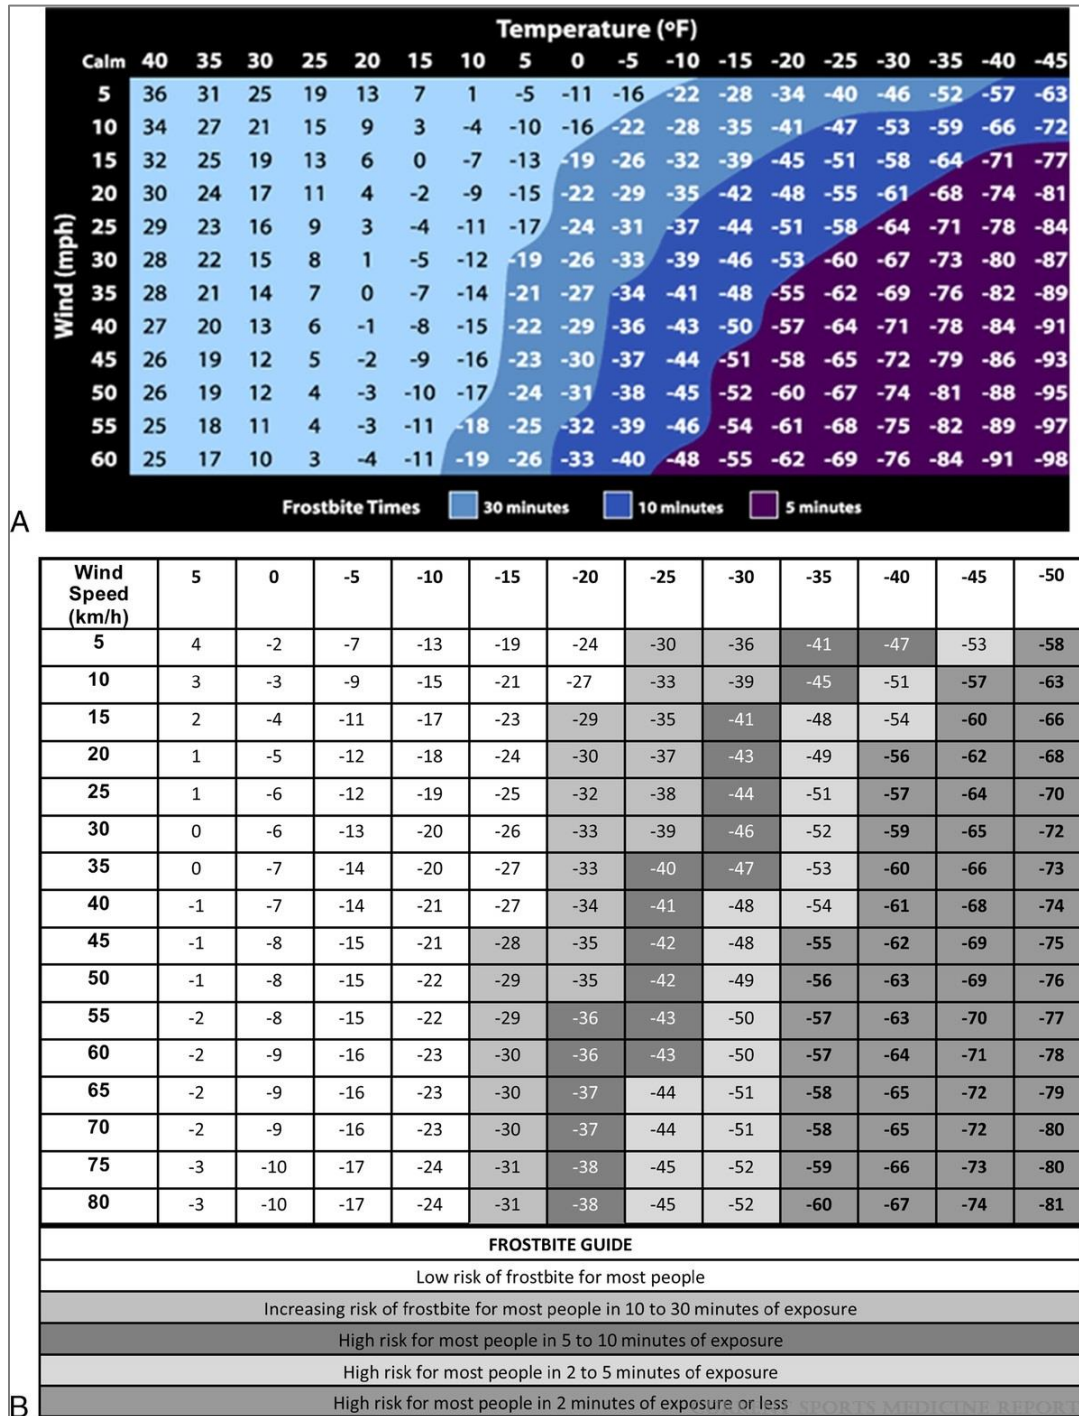 Temperature (ºF)
Calm 40 35 30 25 20 15 10 5 0 -5 -10 -15 -20 -25 -30 -35 -40 -45
5 36 31 25 19 13 7 1 -5 -11 -16 -22 -28 -34 -40 -46 -52 -57 -63
10 34 27 21 15 9 3 -4 -10 -16 -22 -28 -35 -41 -47 -53 -59 -66 -72
15 32 25 19 13 6 0 -7 -13 -19 -26 -32 -39 -45 -51 -58 -64 -71 -77
20 30 24 17 11 4 -2 -9 -15 -22 -29 -35 -42 -48 -55 -61 -68 -74 -81
25 29 23 16 9 3 -4 -11 -17 -24 -31 -37 -44 -51 -58 -64 -71 -78 -84
30 28 22 15 8 1 -5 -12 -19 -26 -33 -39 -46 -53 -60 -67 -73 -80 -87
35 28 21 14 7 0 -7 -14 -21 -27 -34 -41 -48 -55 -62 -69 -76 -82 -89
40 27 20 13 6 -1 -8 -15 -22 -29 -36 -43 -50 -57 -64 -71 -78 -84 -91
45 26 19 12 5 -2 -9 -16 -23 -30 -37 -44 -51 -58 -65 -72 -79 -86 -93
50 26 19 12 4 -3 -10 -17 -24 -31 -38 -45 -52 -60 -67 -74 -81 -88 -95
55 25 18 11 4 -3 -11 -18 -25 -32 -39 -46 -54 -61 -68 -75 -82 -89 -97
60 25 17 10 3 -4 -11 -19 -26 -33 -40 -48 -55 -62 -69 -76 -84 -91 -98
Wind (mph)
Frostbite Times 30 minutes 10 minutes 5 minutes
A
Wind
Speed
(km/h)
5 0 -5 -10 -15 -20 -25 -30 -35 -40 -45 -50
5 4 -2 -7 -13 -19 -24 -30 -36 -41 -47 -53 -58
10 3 -3 -9 -15 -21 -27 -33 -39 -45 -51 -57 -63
15 2 -4 -11 -17 -23 -29 -35 -41 -48 -54 -60 -66
20 1 -5 -12 -18 -24 -30 -37 -43 -49 -56 -62 -68
25 1 -6 -12 -19 -25 -32 -38 -44 -51 -57 -64 -70
30 0 -6 -13 -20 -26 -33 -39 -46 -52 -59 -65 -72
35 0 -7 -14 -20 -27 -33 -40 -47 -53 -60 -66 -73
40 -1 -7 -14 -21 -27 -34 -41 -48 -54 -61 -68 -74
45 -1 -8 -15 -21 -28 -35 -42 -48 -55 -62 -69 -75
50 -1 -8 -15 -22 -29 -35 -42 -49 -56 -63 -69 -76
55 -2 -8 -15 -22 -29 -36 -43 -50 -57 -63 -70 -77
60 -2 -9 -16 -23 -30 -36 -43 -50 -57 -64 -71 -78
65 -2 -9 -16 -23 -30 -37 -44 -51 -58 -65 -72 -79
70 -2 -9 -16 -23 -30 -37 -44 -51 -58 -65 -72 -80
75 -3 -10 -17 -24 -31 -38 -45 -52 -59 -66 -73 -80
80 -3 -10 -17 -24 -31 -38 -45 -52 -60 -67 -74 -81
FROSTBITE GUIDE
Low risk of frostbite for most people
Increasing risk of frostbite for most people in 10 to 30 minutes of exposure
High risk for most people in 5 to 10 minutes of exposure
High risk for most people in 2 to 5 minutes of exposure
High risk for most people in 2 minutes of exposure or less
B
SPORTS MEDICINE REPORT